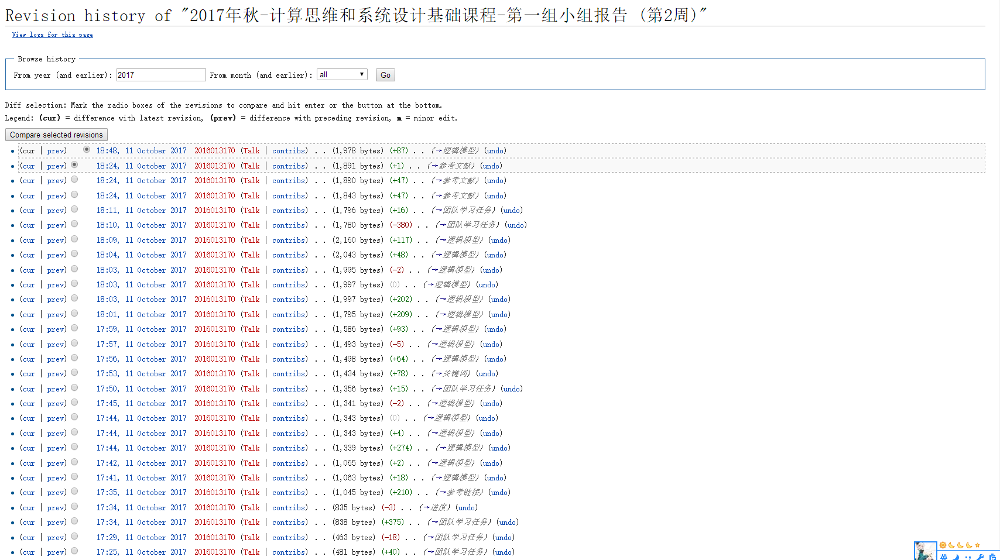 Revision history of "2017年秋-计算思维和系统设计基础课程-第一组小组报告 (第2周)"
View logs for this page
Browse history
From year (and earlier): 2017 From month (and earlier): all Go
Diff selection: Mark the radio boxes of the revisions to compare and hit enter or the button at the bottom.
Legend: (cur) = difference with latest revision, (prev) = difference with preceding revision, m = minor edit.
Compare selected revisions
(cur | prev) 18:48, 11 October 2017 2016013170 (Talk | contribs) . . (1,978 bytes) (+87) . . (→逻辑模型) (undo)
(cur | prev) 18:24, 11 October 2017 2016013170 (Talk | contribs) . . (1,891 bytes) (+1) . . (→参考文献) (undo)
(cur | prev) 18:24, 11 October 2017 2016013170 (Talk | contribs) . . (1,890 bytes) (+47) . . (→参考文献) (undo)
(cur | prev) 18:24, 11 October 2017 2016013170 (Talk | contribs) . . (1,843 bytes) (+47) . . (→参考文献) (undo)
(cur | prev) 18:11, 11 October 2017 2016013170 (Talk | contribs) . . (1,796 bytes) (+16) . . (→团队学习任务) (undo)
(cur | prev) 18:10, 11 October 2017 2016013170 (Talk | contribs) . . (1,780 bytes) (-380) . . (→团队学习任务) (undo)
(cur | prev) 18:09, 11 October 2017 2016013170 (Talk | contribs) . . (2,160 bytes) (+117) . . (→逻辑模型) (undo)
(cur | prev) 18:04, 11 October 2017 2016013170 (Talk | contribs) . . (2,043 bytes) (+48) . . (→逻辑模型) (undo)
(cur | prev) 18:03, 11 October 2017 2016013170 (Talk | contribs) . . (1,995 bytes) (-2) . . (→逻辑模型) (undo)
(cur | prev) 18:03, 11 October 2017 2016013170 (Talk | contribs) . . (1,997 bytes) (0) . . (→逻辑模型) (undo)
(cur | prev) 18:03, 11 October 2017 2016013170 (Talk | contribs) . . (1,997 bytes) (+202) . . (→逻辑模型) (undo)
(cur | prev) 18:01, 11 October 2017 2016013170 (Talk | contribs) . . (1,795 bytes) (+209) . . (→逻辑模型) (undo)
(cur | prev) 17:59, 11 October 2017 2016013170 (Talk | contribs) . . (1,586 bytes) (+93) . . (→逻辑模型) (undo)
(cur | prev) 17:57, 11 October 2017 2016013170 (Talk | contribs) . . (1,493 bytes) (-5) . . (→逻辑模型) (undo)
(cur | prev) 17:56, 11 October 2017 2016013170 (Talk | contribs) . . (1,498 bytes) (+64) . . (→逻辑模型) (undo)
(cur | prev) 17:53, 11 October 2017 2016013170 (Talk | contribs) . . (1,434 bytes) (+78) . . (→关键词) (undo)
(cur | prev) 17:50, 11 October 2017 2016013170 (Talk | contribs) . . (1,356 bytes) (+15) . . (→团队学习任务) (undo)
(cur | prev) 17:45, 11 October 2017 2016013170 (Talk | contribs) . . (1,341 bytes) (-2) . . (→逻辑模型) (undo)
(cur | prev) 17:44, 11 October 2017 2016013170 (Talk | contribs) . . (1,343 bytes) (0) . . (→逻辑模型) (undo)
(cur | prev) 17:44, 11 October 2017 2016013170 (Talk | contribs) . . (1,343 bytes) (+4) . . (→逻辑模型) (undo)
(cur | prev) 17:44, 11 October 2017 2016013170 (Talk | contribs) . . (1,339 bytes) (+274) . . (→逻辑模型) (undo)
(cur | prev) 17:42, 11 October 2017 2016013170 (Talk | contribs) . . (1,065 bytes) (+2) . . (→逻辑模型) (undo)
(cur | prev) 17:41, 11 October 2017 2016013170 (Talk | contribs) . . (1,063 bytes) (+18) . . (→逻辑模型) (undo)
(cur | prev) 17:35, 11 October 2017 2016013170 (Talk | contribs) . . (1,045 bytes) (+210) . . (→参考链接) (undo)
(cur | prev) 17:34, 11 October 2017 2016013170 (Talk | contribs) . . (835 bytes) (-3) . . (→进度) (undo)
(cur | prev) 17:34, 11 October 2017 2016013170 (Talk | contribs) . . (838 bytes) (+375) . . (→团队学习任务) (undo)
(cur | prev) 17:29, 11 October 2017 2016013170 (Talk | contribs) . . (463 bytes) (-18) . . (→团队学习任务) (undo)
(cur | prev) 17:25, 11 October 2017 2016013170 (Talk | contribs) . . (481 bytes) (+40) . . (→团队学习任务) (undo)
英